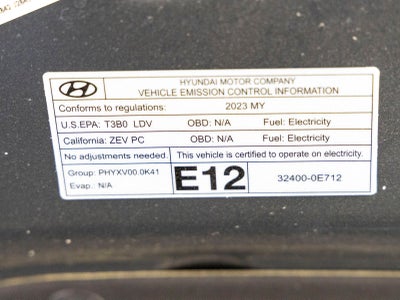 HYUNDAI MOTOR COMPANY
VEHICLE EMISSION CONTROL INFORMATION
Conforms to regulations: 2023 MY
U.S.EPA: T3B0 LDV OBD: N/A Fuel: Electricity
California: ZEV PC OBD: N/A Fuel: Electricity
No adjustments needed. This vehicle is certified to operate on electricity.
Group: PHYXV00.0K41
Evap.: N/A
E12
32400-0E712